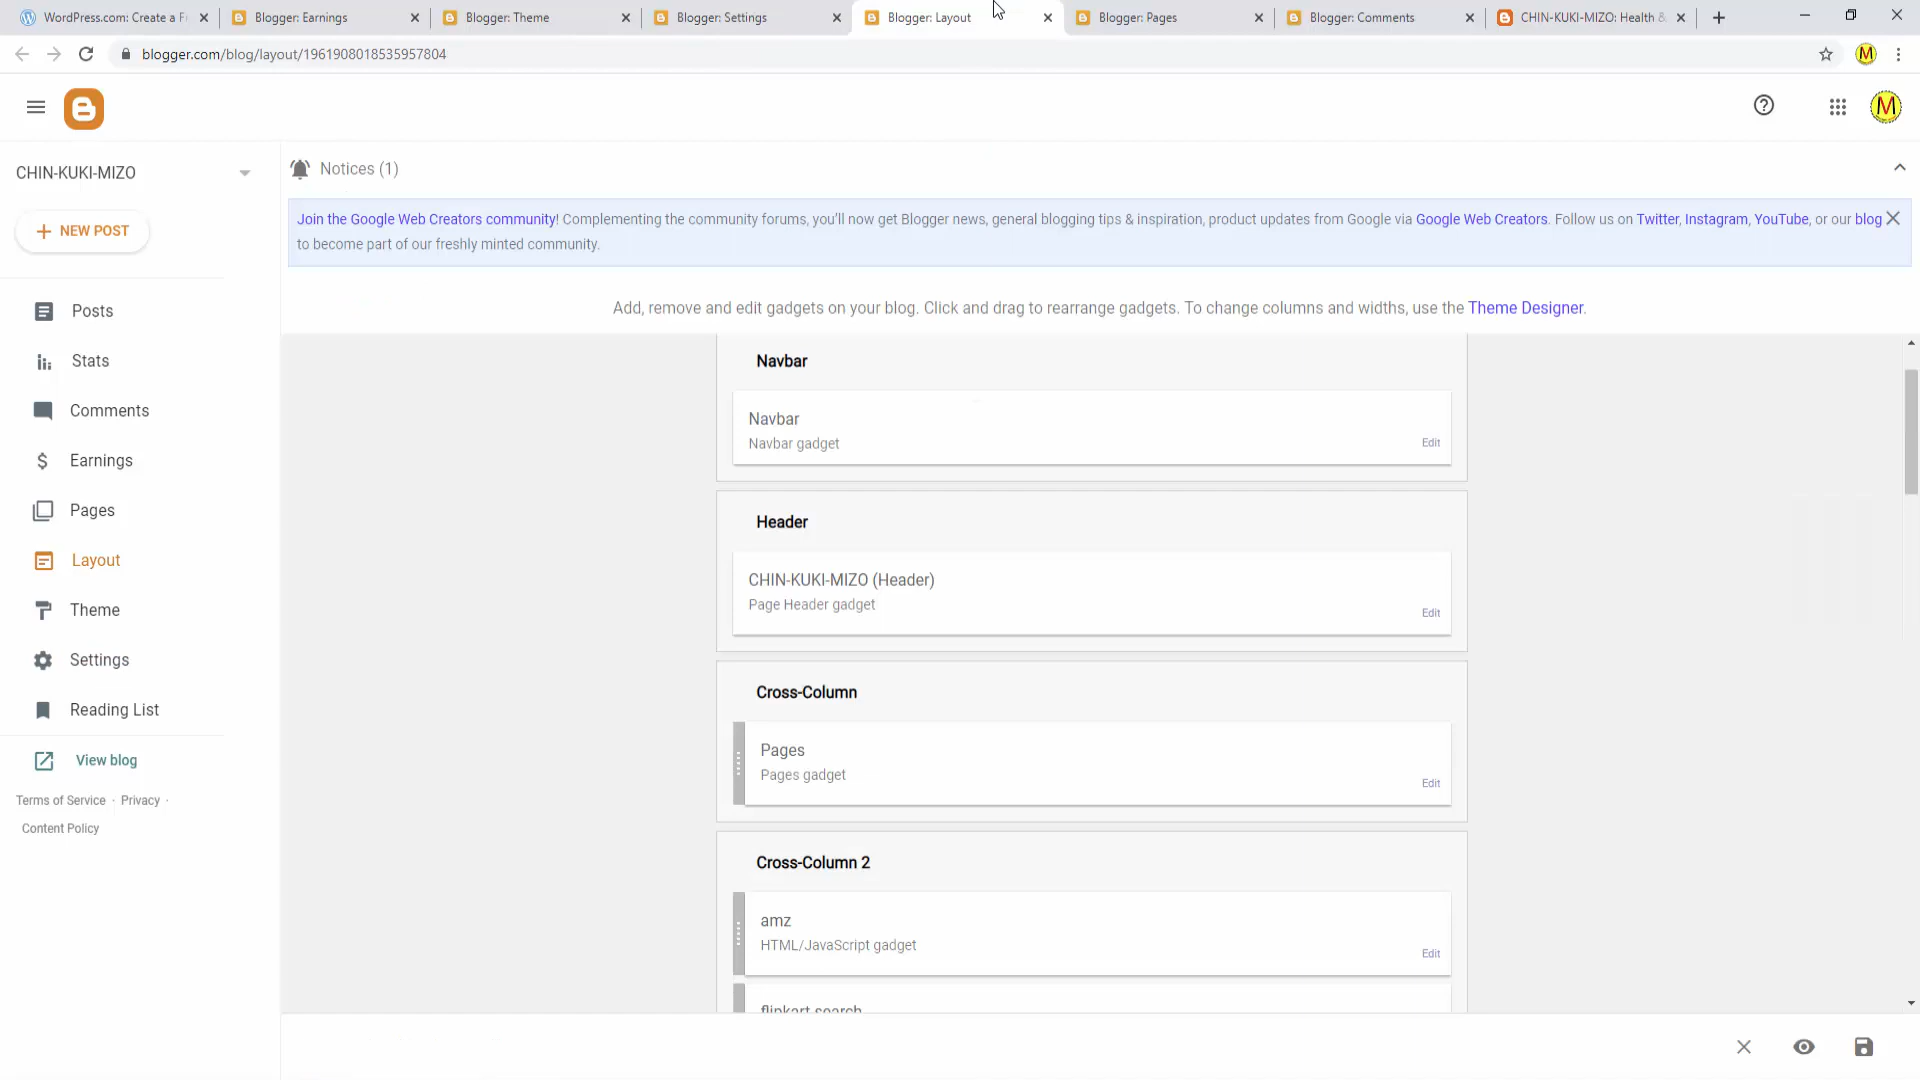 WordPress.com: Create a F
Blogger: Earnings
Blogger: Theme
Blogger: Settings
Blogger: Layout
Blogger: Pages
Blogger: Comments
CHIN-KUKI-MIZO: Health &
blogger.com/blog/layout/1961908018535957804
M
M
CHIN-KUKI-MIZO
NEW POST
Posts
Stats
Comments
Earnings
Pages
Layout
Theme
Settings
Reading List
View blog
Terms of Service · Privacy ·
Content Policy
Notices (1)
Join the Google Web Creators community! Complementing the community forums, you'll now get Blogger news, general blogging tips & inspiration, product updates from Google via Google Web Creators. Follow us on Twitter, Instagram, YouTube, or our blog
to become part of our freshly minted community.
Add, remove and edit gadgets on your blog. Click and drag to rearrange gadgets. To change columns and widths, use the Theme Designer.
Navbar
Navbar
Navbar gadget
Edit
Header
CHIN-KUKI-MIZO (Header)
Page Header gadget
Edit
Cross-Column
Pages
Pages gadget
Edit
Cross-Column 2
amz
HTML/JavaScript gadget
Edit
flipkart search